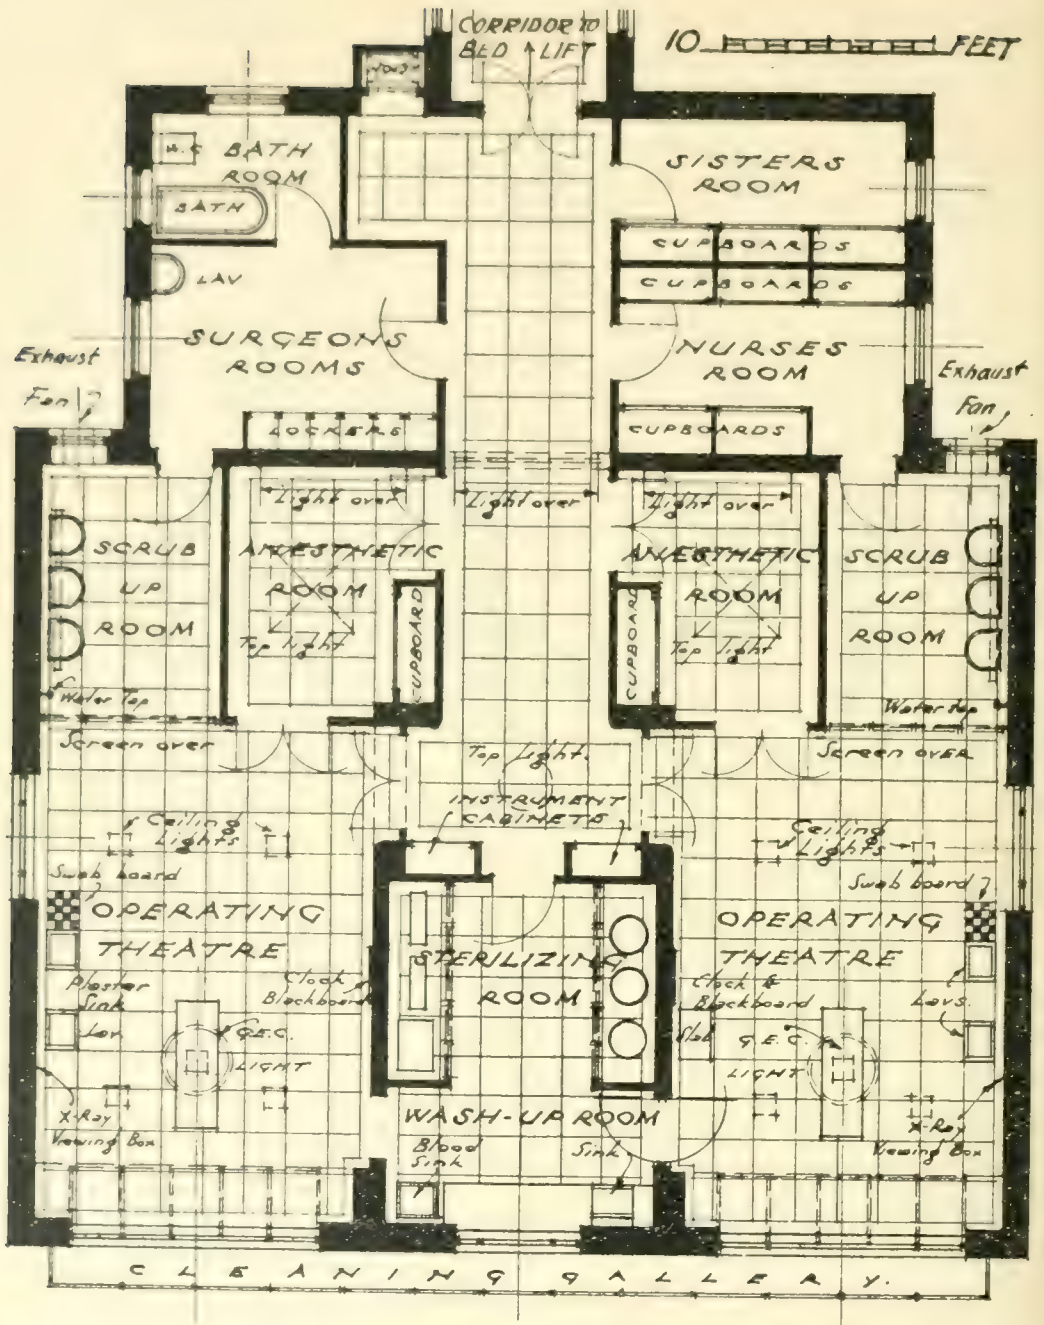 CORRIDOR TO
BED LIFT
10 FEET
W.C
BATH
ROOM
BATH
SISTERS
ROOM
CUPBOARDS
CUPBOARDS
LAV
SURGEONS
ROOMS
NURSES
ROOM
Exhaust
Fan
Exhaust
Fan
LOCKERS
CUPBOARDS
Light over
Light over
Light over
SCRUB
UP
ROOM
ANÆSTHETIC
ROOM
Top light
CUPBOARD
CUPBOARD
ANÆSTHETIC
ROOM
Top light
SCRUB
UP
ROOM
Water Tap
Water tap
Screen over
Top Light.
Screen over
INSTRUMENT
CABINETS
Ceiling
Lights
Ceiling
Lights
Swab board
Swab board
OPERATING
THEATRE
OPERATING
THEATRE
STERILIZING
ROOM
Plaster
Sink
Lav.
Clock
Blackboard
Clock &
Blackboard
Slab
Lavs.
G.E.C.
LIGHT
G.E.C.
LIGHT
X-Ray
Viewing Box
WASH-UP ROOM
Blood
Sink
Sink
X-Ray
Viewing Box
CLEANING GALLERY.